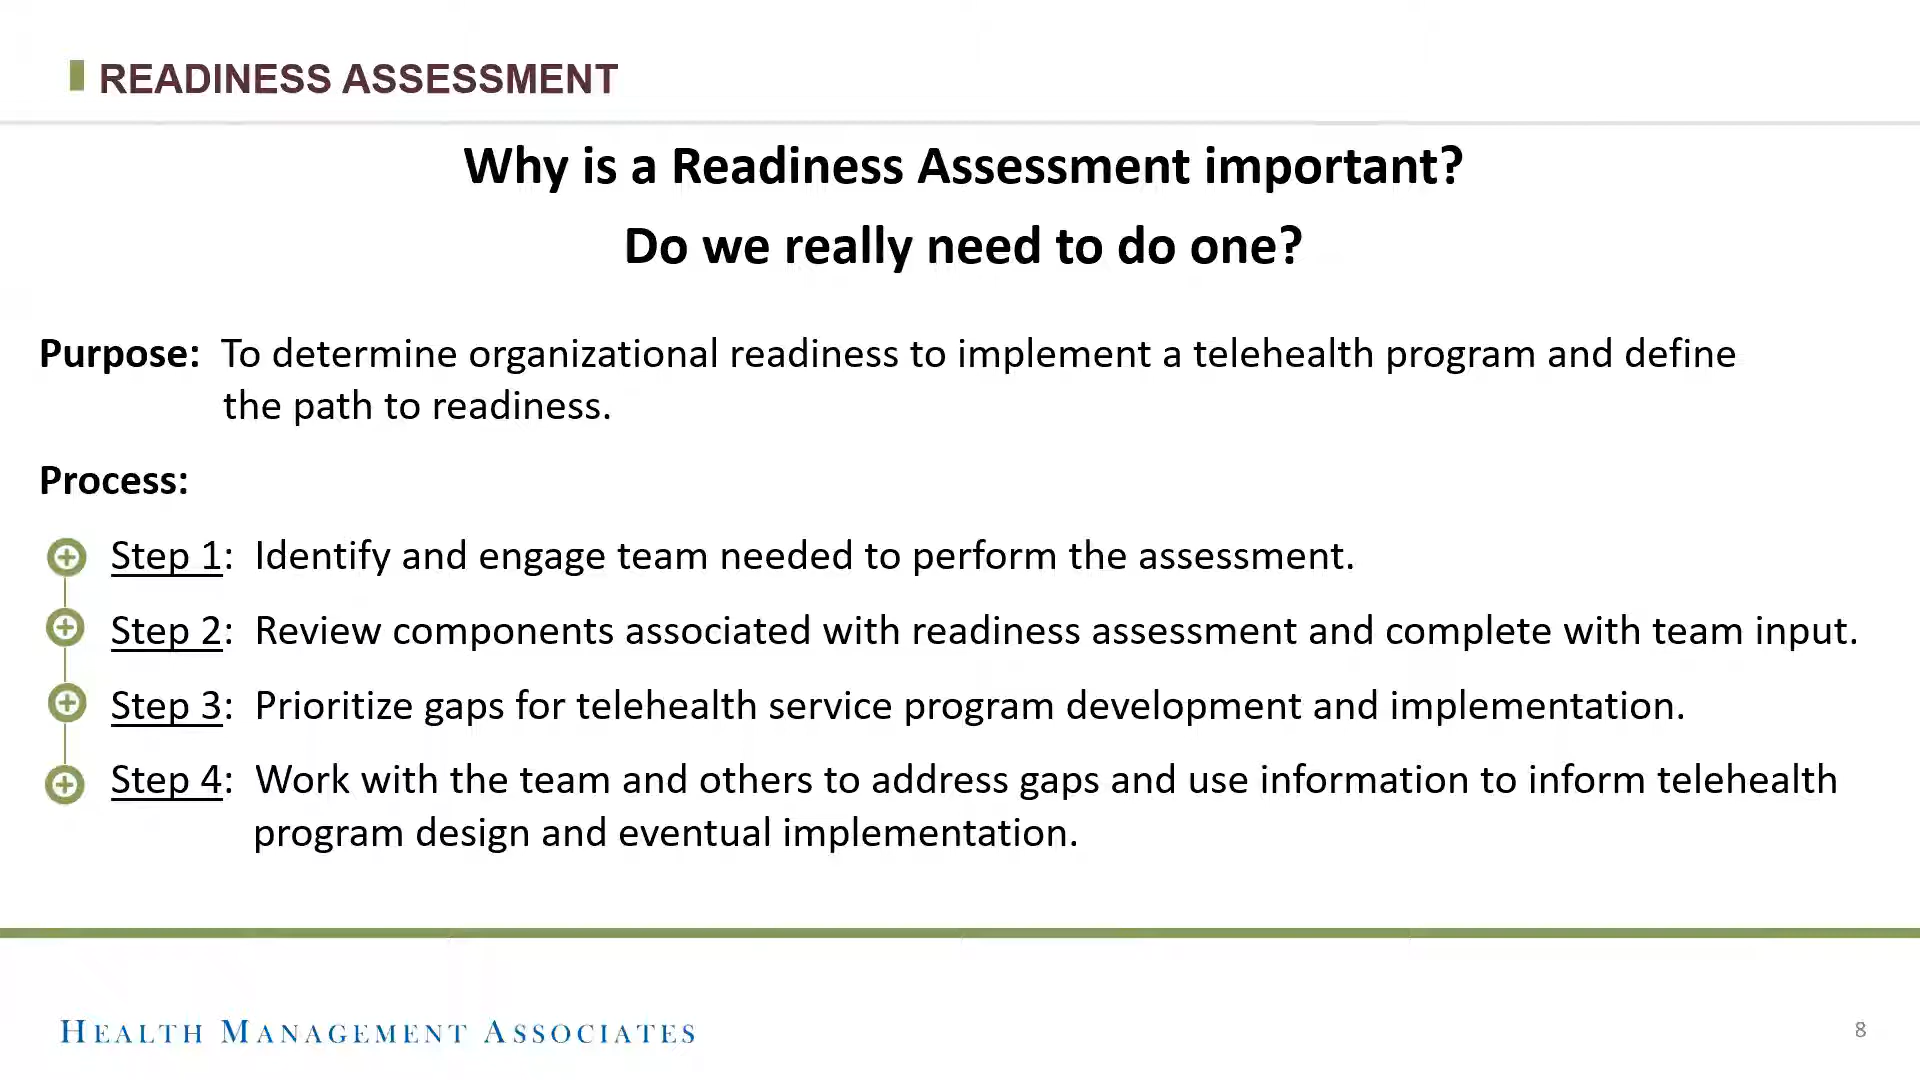 READINESS ASSESSMENT
Why is a Readiness Assessment important?
Do we really need to do one?
Purpose: To determine organizational readiness to implement a telehealth program and define
the path to readiness.
Process:
Step 1: Identify and engage team needed to perform the assessment.
Step 2: Review components associated with readiness assessment and complete with team input.
Step 3: Prioritize gaps for telehealth service program development and implementation.
Step 4: Work with the team and others to address gaps and use information to inform telehealth
program design and eventual implementation.
HEALTH MANAGEMENT ASSOCIATES
8